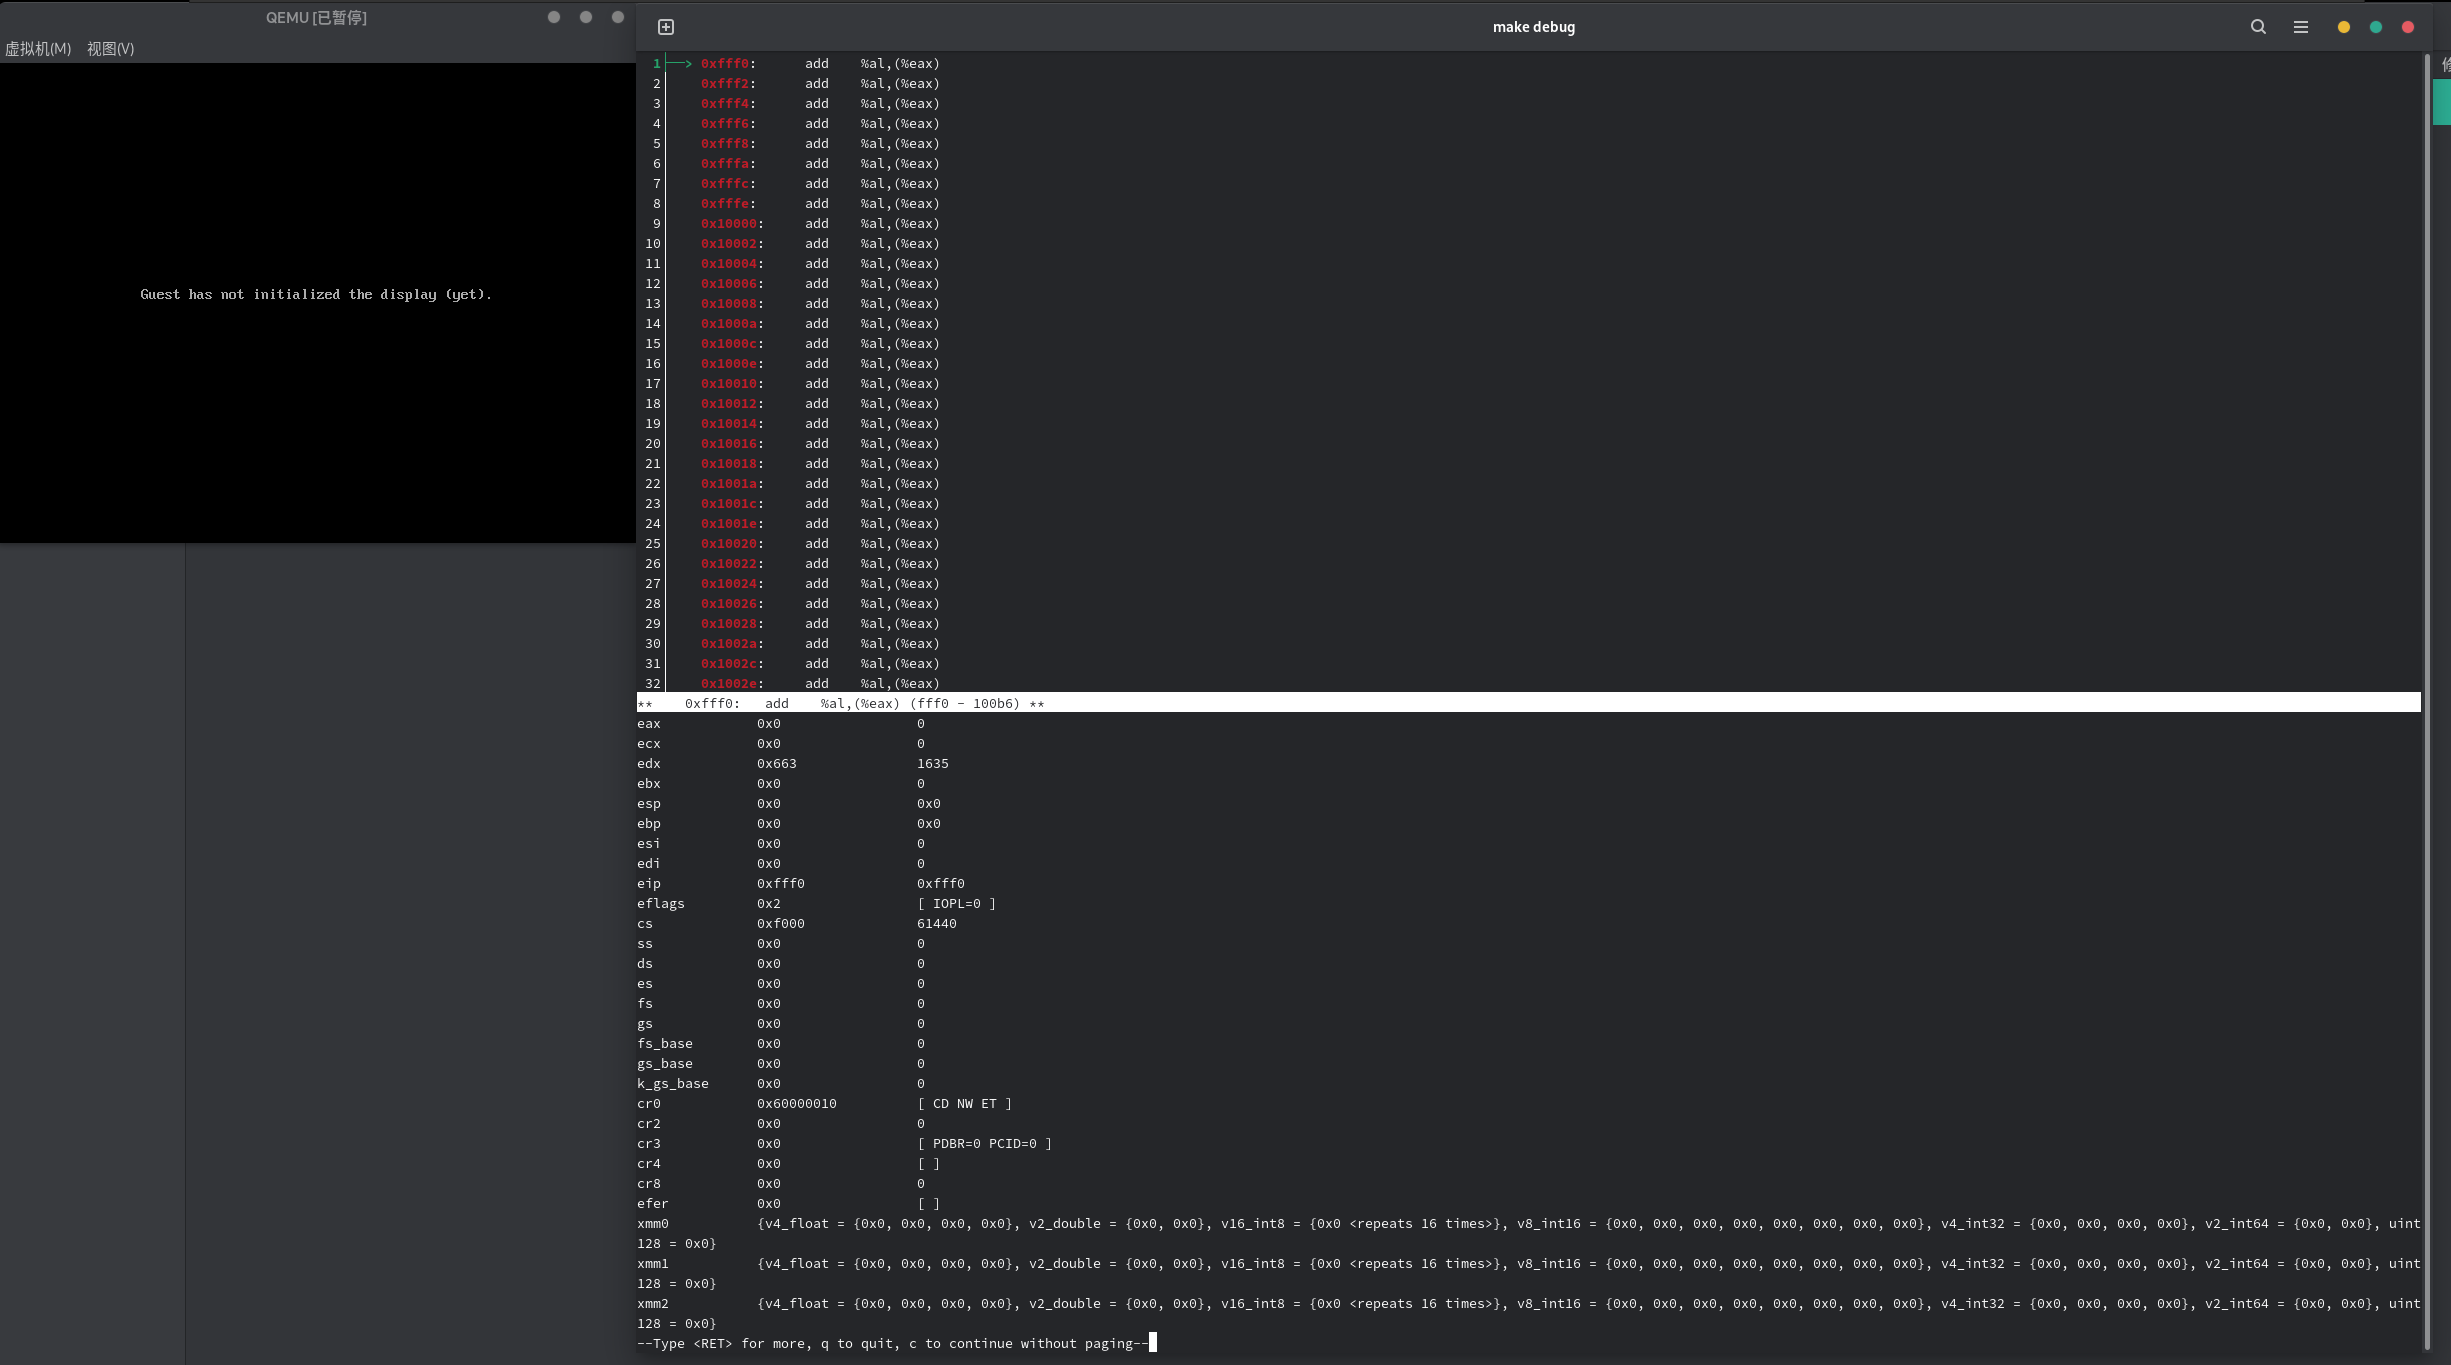 QEMU [已暂停]
虚拟机(M) 视图(V)
Guest has not initialized the display (yet).
make debug
1 ──> 0xfff0: add %al,(%eax)
2 0xfff2: add %al,(%eax)
3 0xfff4: add %al,(%eax)
4 0xfff6: add %al,(%eax)
5 0xfff8: add %al,(%eax)
6 0xfffa: add %al,(%eax)
7 0xfffc: add %al,(%eax)
8 0xfffe: add %al,(%eax)
9 0x10000: add %al,(%eax)
10 0x10002: add %al,(%eax)
11 0x10004: add %al,(%eax)
12 0x10006: add %al,(%eax)
13 0x10008: add %al,(%eax)
14 0x1000a: add %al,(%eax)
15 0x1000c: add %al,(%eax)
16 0x1000e: add %al,(%eax)
17 0x10010: add %al,(%eax)
18 0x10012: add %al,(%eax)
19 0x10014: add %al,(%eax)
20 0x10016: add %al,(%eax)
21 0x10018: add %al,(%eax)
22 0x1001a: add %al,(%eax)
23 0x1001c: add %al,(%eax)
24 0x1001e: add %al,(%eax)
25 0x10020: add %al,(%eax)
26 0x10022: add %al,(%eax)
27 0x10024: add %al,(%eax)
28 0x10026: add %al,(%eax)
29 0x10028: add %al,(%eax)
30 0x1002a: add %al,(%eax)
31 0x1002c: add %al,(%eax)
32 0x1002e: add %al,(%eax)
** 0xfff0: add %al,(%eax) (fff0 - 100b6) **
eax 0x0 0
ecx 0x0 0
edx 0x663 1635
ebx 0x0 0
esp 0x0 0x0
ebp 0x0 0x0
esi 0x0 0
edi 0x0 0
eip 0xfff0 0xfff0
eflags 0x2 [ IOPL=0 ]
cs 0xf000 61440
ss 0x0 0
ds 0x0 0
es 0x0 0
fs 0x0 0
gs 0x0 0
fs_base 0x0 0
gs_base 0x0 0
k_gs_base 0x0 0
cr0 0x60000010 [ CD NW ET ]
cr2 0x0 0
cr3 0x0 [ PDBR=0 PCID=0 ]
cr4 0x0 [ ]
cr8 0x0 0
efer 0x0 [ ]
xmm0 {v4_float = {0x0, 0x0, 0x0, 0x0}, v2_double = {0x0, 0x0}, v16_int8 = {0x0 <repeats 16 times>}, v8_int16 = {0x0, 0x0, 0x0, 0x0, 0x0, 0x0, 0x0, 0x0}, v4_int32 = {0x0, 0x0, 0x0, 0x0}, v2_int64 = {0x0, 0x0}, uint
128 = 0x0}
xmm1 {v4_float = {0x0, 0x0, 0x0, 0x0}, v2_double = {0x0, 0x0}, v16_int8 = {0x0 <repeats 16 times>}, v8_int16 = {0x0, 0x0, 0x0, 0x0, 0x0, 0x0, 0x0, 0x0}, v4_int32 = {0x0, 0x0, 0x0, 0x0}, v2_int64 = {0x0, 0x0}, uint
128 = 0x0}
xmm2 {v4_float = {0x0, 0x0, 0x0, 0x0}, v2_double = {0x0, 0x0}, v16_int8 = {0x0 <repeats 16 times>}, v8_int16 = {0x0, 0x0, 0x0, 0x0, 0x0, 0x0, 0x0, 0x0}, v4_int32 = {0x0, 0x0, 0x0, 0x0}, v2_int64 = {0x0, 0x0}, uint
128 = 0x0}
--Type <RET> for more, q to quit, c to continue without paging--